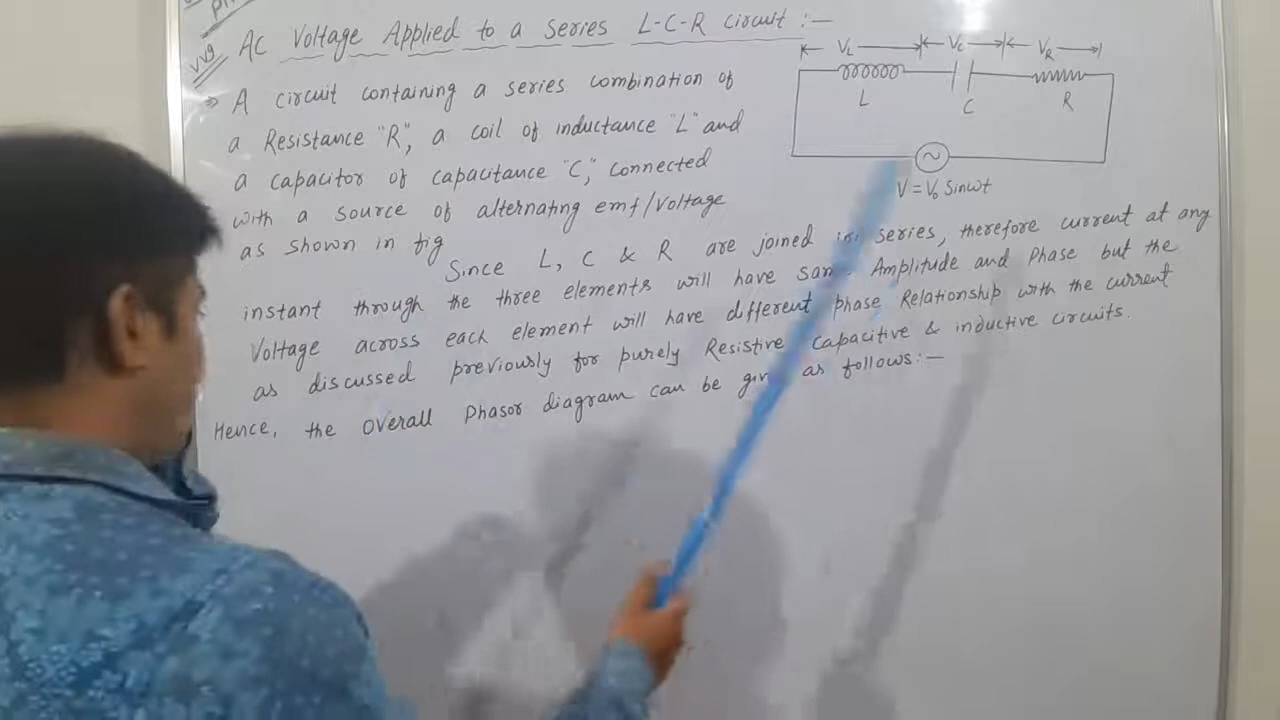 VVg
AC Voltage Applied to a Series L-C-R Circuit :-
⇒ A circuit containing a series combination of
a Resistance "R", a coil of inductance "L" and
a capacitor of capacitance "C", connected
with a source of alternating emf/Voltage
as shown in fig
VL VC VR
L C R
V = V₀ Sinωt
Since L, C & R are joined in series, therefore current at any
instant through the three elements will have Amplitude and Phase but the
Voltage across each element will have different phase Relationship with the current
as discussed previously for purely Resistive Capacitive & inductive circuits.
Hence, the overall Phasor diagram can be as follows:-